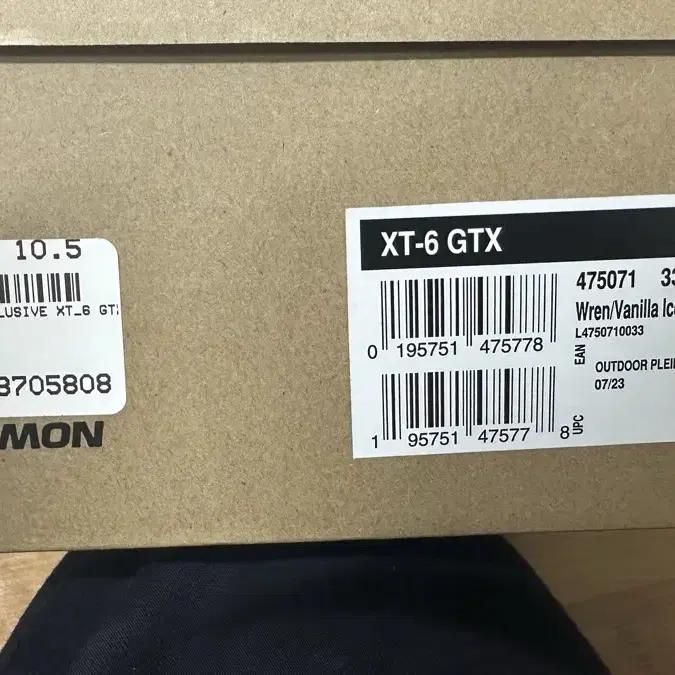 10.5
LUSIVE XT_6 GT
3705808
MON
XT-6 GTX
475071 33
Wren/Vanilla Ice
L4750710033
0 195751 475778
EAN
OUTDOOR PLEI
07/23
1 95751 47577 8
UPC